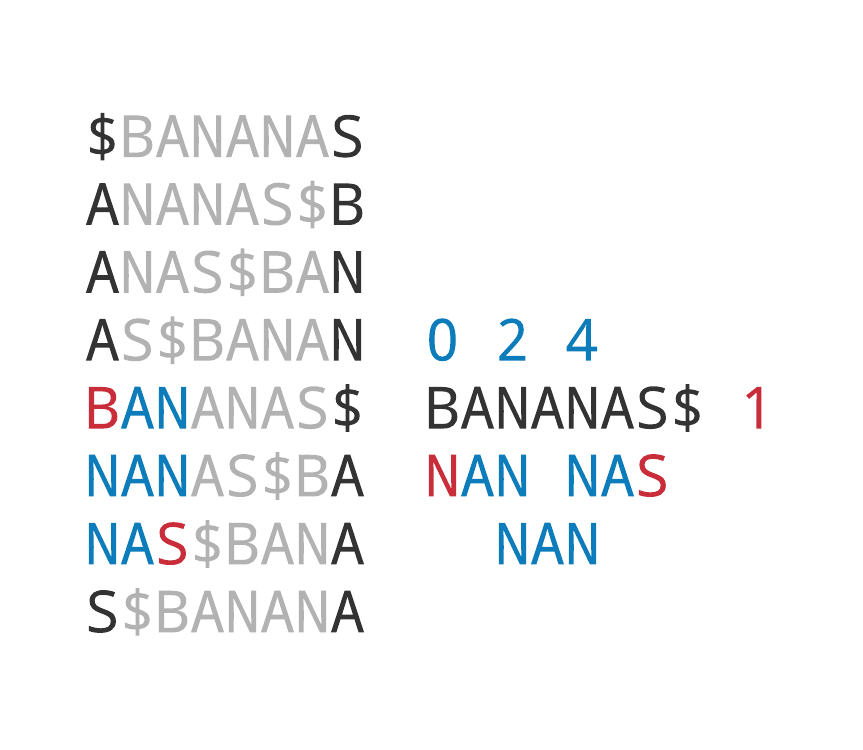 $BANANAS
ANANAS$B
ANAS$BAN
AS$BANAN 0 2 4
BANANAS$ BANANAS$ 1
NANAS$BA NAN NAS
NAS$BANA NAN
S$BANANA